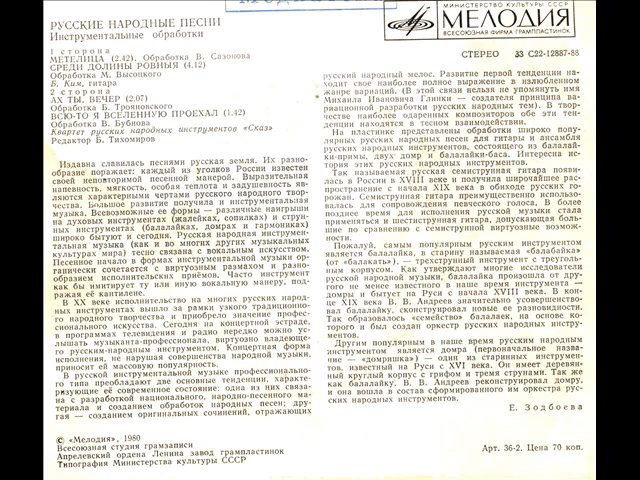 РУССКИЕ НАРОДНЫЕ ПЕСНИ
Инструментальные обработки
1 сторона
МЕТЕЛИЦА (2.42). Обработка В. Сазонова
СРЕДИ ДОЛИНЫ РОВНЫЯ (4.12)
Обработка М. Высоцкого
Б. Ким, гитара
2 сторона
АХ ТЫ, ВЕЧЕР (2.07)
Обработка Б. Трояновского
ВСЮ-ТО Я ВСЕЛЕННУЮ ПРОЕХАЛ (1.42)
Обработка В. Бубнова
Квартет русских народных инструментов «Сказ»
Редактор Б. Тихомиров
Издавна славилась песнями русская земля. Их разно-
образие поражает: каждый из уголков России известен
своей неповторимой песенной манерой. Выразительная
напевность, мягкость, особая теплота и задушевность яв-
ляются характерными чертами русского народного твор-
чества. Большое развитие получила и инструментальная
музыка. Всевозможные ее формы — различные наигрыши
на духовых инструментах (жалейках, сопилках) и струн-
ных инструментах (балалайках, домрах и гармониках)
широко бытуют и сегодня. Русская народная инструмен-
тальная музыка (как и во многих других музыкальных
культурах мира) тесно связана с вокальным искусством.
Песенное начало в формах инструментальной музыки ор-
ганически сочетается с виртуозным размахом и разно-
образием исполнительских приёмов. Часто инструмент
как бы имитирует ту или иную вокальную манеру, под-
ражая её кантилене.
В XX веке исполнительство на многих русских народ-
ных инструментах вышло за рамки узкого традиционно-
го народного творчества и приобрело значение профес-
сионального искусства. Сегодня на концертной эстраде,
в программах телевидения и радио нередко можно ус-
лышать музыканта-профессионала, виртуозно владеюще-
го русским-народным инструментом. Концертная форма
исполнения, не нарушая совершенства народной музыки,
приносит ей массовую популярность.
В русской инструментальной музыке профессионально-
го типа преобладают две основные тенденции, характе-
ризующие её современное состояние: одна из них связа-
на с разработкой национального, народно-песенного ма-
териала и созданием обработок народных песен; дру-
гая — созданием оригинальных сочинений, отражающих
© «Мелодия», 1980
Всесоюзная студия грамзаписи
Апрелевский ордена Ленина завод грампластинок
Типография Министерства культуры СССР
МИНИСТЕРСТВО КУЛЬТУРЫ СССР
МЕЛОДИЯ
ВСЕСОЮЗНАЯ ФИРМА ГРАМПЛАСТИНОК
СТЕРЕО 33 С22-12887-88
русский народный мелос. Развитие первой тенденции на-
ходит свое наиболее полное выражение в излюбленном
жанре вариаций. (В этой связи нельзя не упомянуть имя
Михаила Ивановича Глинки — создателя принципа ва-
риационной разработки русских народных тем). В творче-
стве наиболее одаренных композиторов обе эти тен-
денции находятся в тесном взаимодействии.
На пластинке представлены обработки широко попу-
лярных русских народных песен для гитары и ансамбля
русских народных инструментов, состоящего из балалай-
ки-примы, двух домр и балалайки-баса. Интересна ис-
тория этих русских инструментов.
Так называемая русская семиструнная гитара появи-
лась в России в XVIII веке и получила широчайшее рас-
пространение с начала XIX века в обиходе русских го-
рожан. Семиструнная гитара преимущественно использо-
валась для сопровождения певческого голоса. В более
позднее время для исполнения русской музыки стала
применяться и шестиструнная гитара, допускающая боль-
шие по сравнению с семиструнной виртуозные возмож-
ности.
Пожалуй, самым популярным русским инструментом
является балалайка, в старину называемая «балабайка»
(от «балакать»), — трехструнный инструмент с треуголь-
ным корпусом. Как утверждают многие исследователи
русской музыки, балалайка произошла от дру-
гого не менее известного в наше время инструмента —
домры и бытует на Руси с начала XVIII века. В кон-
це XIX века В. В. Андреев значительно усовершенство-
вал балалайку, сконструировал новые ее разновидности.
Так образовалось «семейство» балалаек, на основе ко-
торого и был создан оркестр русских народных инстру-
ментов.
Другим популярным в наше время русским народным
инструментом является домра (первоначальное назва-
ние — «домришка») — один из старинных инструмен-
тов, известный на Руси с XVI века. Он имеет деревян-
ный круглый корпус с грифом и тремя струнами. Так же
как балалайку, В. В. Андреев реконструировал домру,
и она вошла в состав сформированного им оркестра рус-
ских народных инструментов.
Е. Зодбоева
Арт. 36-2. Цена 70 коп.